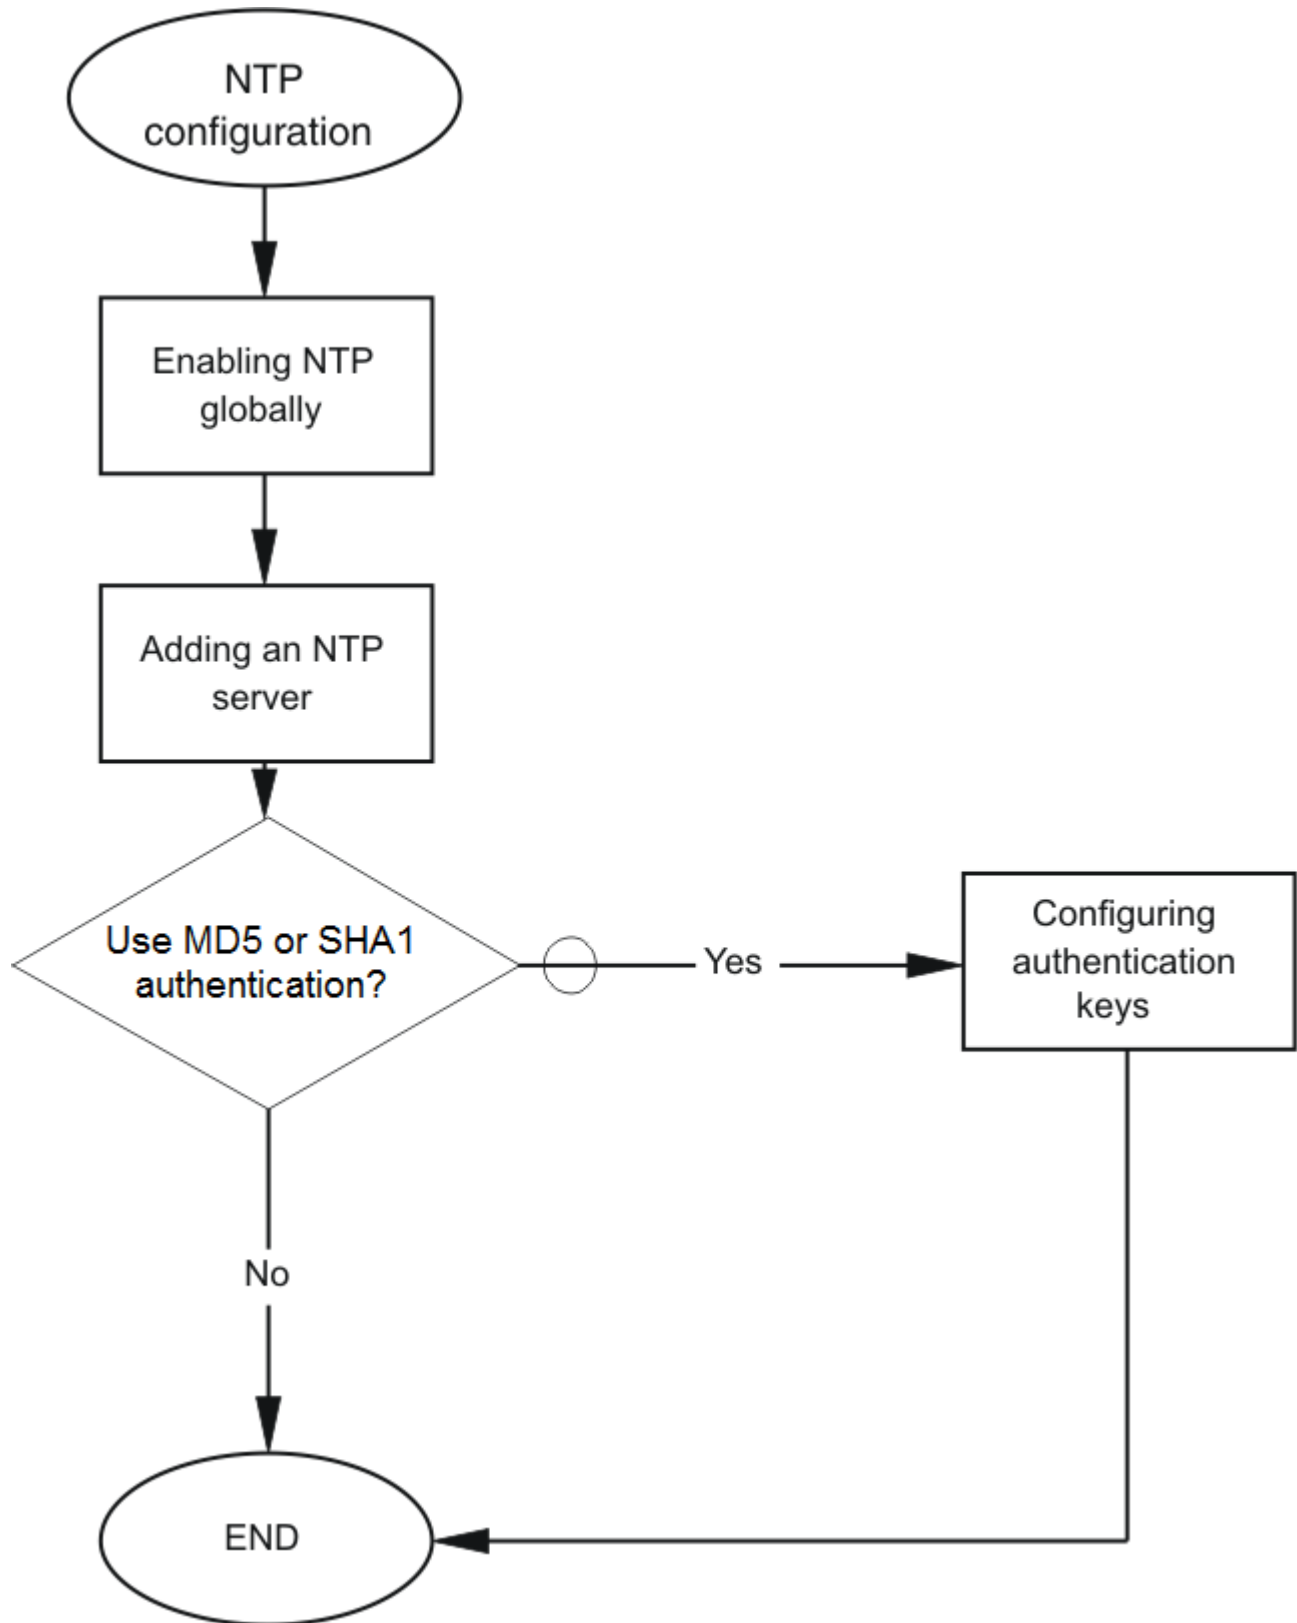 NTP
configuration
Enabling NTP
globally
Adding an NTP
server
Use MD5 or SHA1
authentication?
Yes
Configuring
authentication
keys
No
END